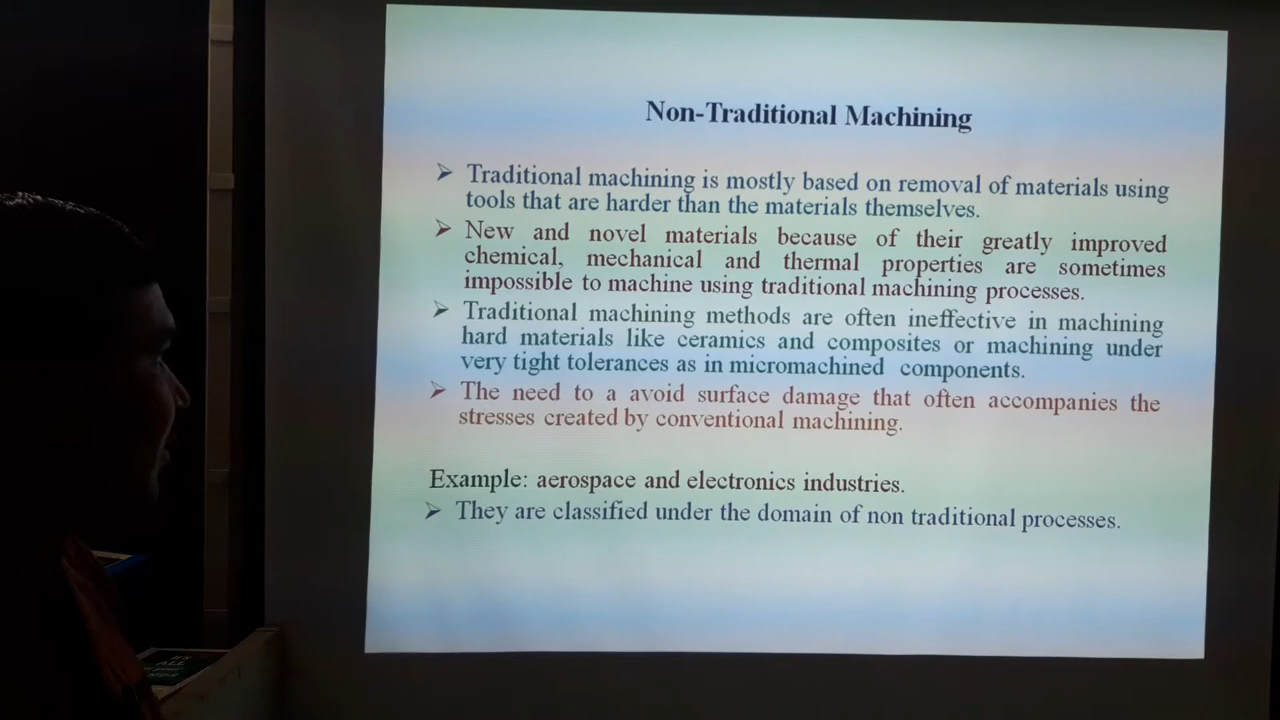 Non-Traditional Machining
➢ Traditional machining is mostly based on removal of materials using
tools that are harder than the materials themselves.
➢ New and novel materials because of their greatly improved
chemical, mechanical and thermal properties are sometimes
impossible to machine using traditional machining processes.
➢ Traditional machining methods are often ineffective in machining
hard materials like ceramics and composites or machining under
very tight tolerances as in micromachined components.
➢ The need to a avoid surface damage that often accompanies the
stresses created by conventional machining.
Example: aerospace and electronics industries.
➢ They are classified under the domain of non traditional processes.
ALL